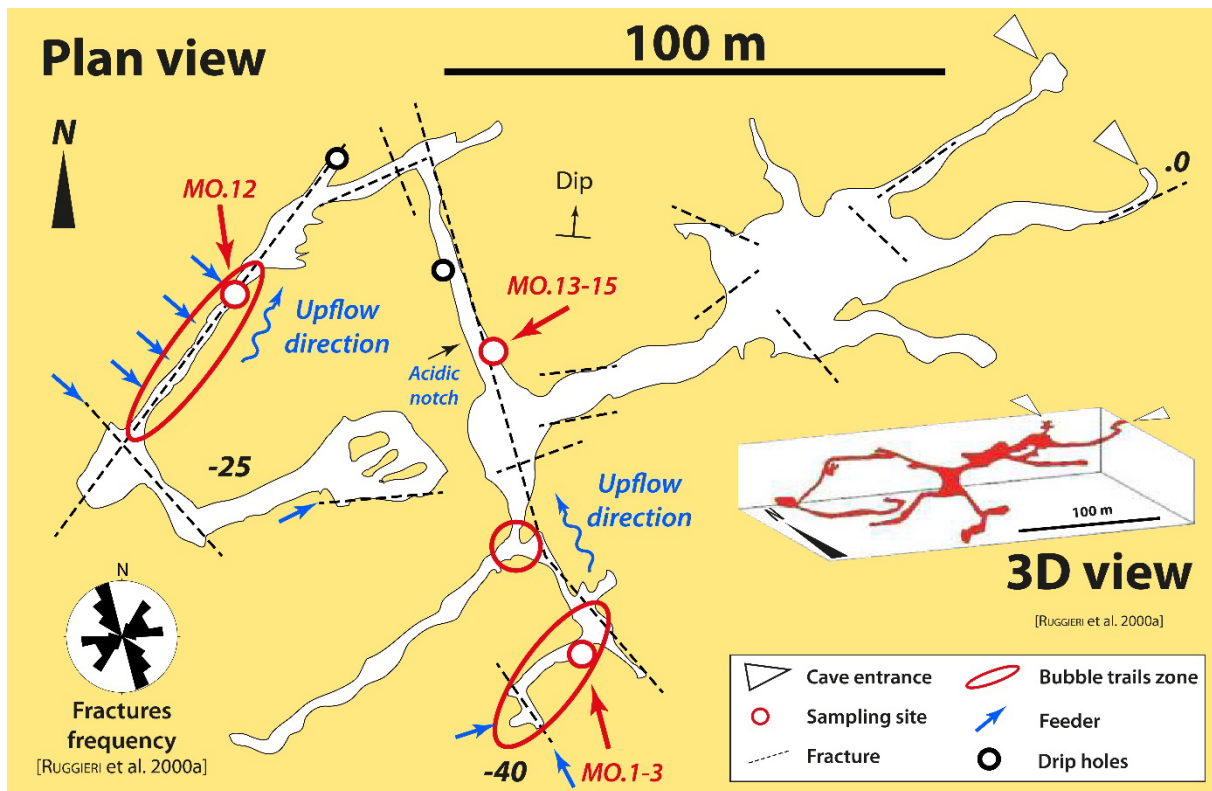 Plan view
100 m
N
MO.12
Dip
.0
MO.13-15
Upflow
direction
Acidic
notch
-25
Upflow
direction
N
100 m
3D view
[RUGGIERI et al. 2000a]
N
Fractures
frequency
[RUGGIERI et al. 2000a]
-40
MO.1-3
Cave entrance
Bubble trails zone
Sampling site
Feeder
Fracture
Drip holes